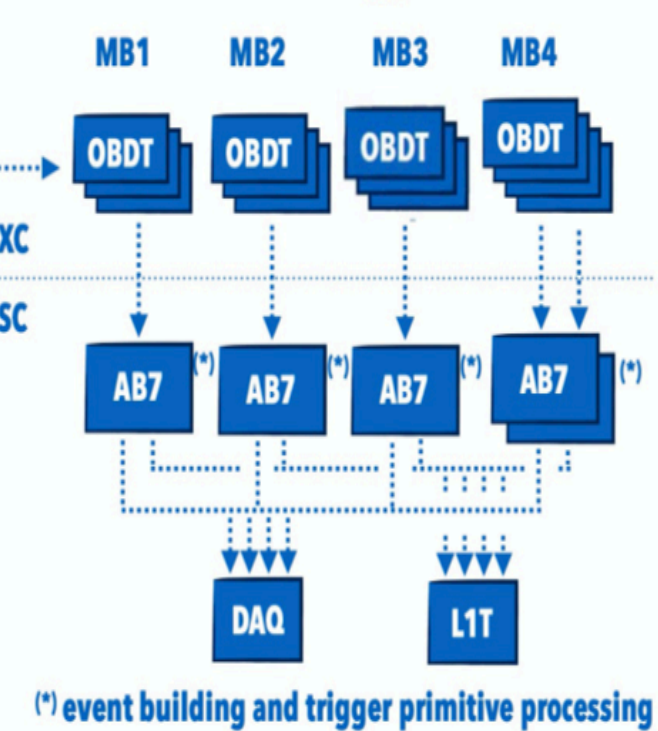 MB1 MB2 MB3 MB4
OBDT OBDT OBDT OBDT
XC
SC
AB7 (*) AB7 (*) AB7 (*) AB7 (*)
DAQ L1T
(*) event building and trigger primitive processing